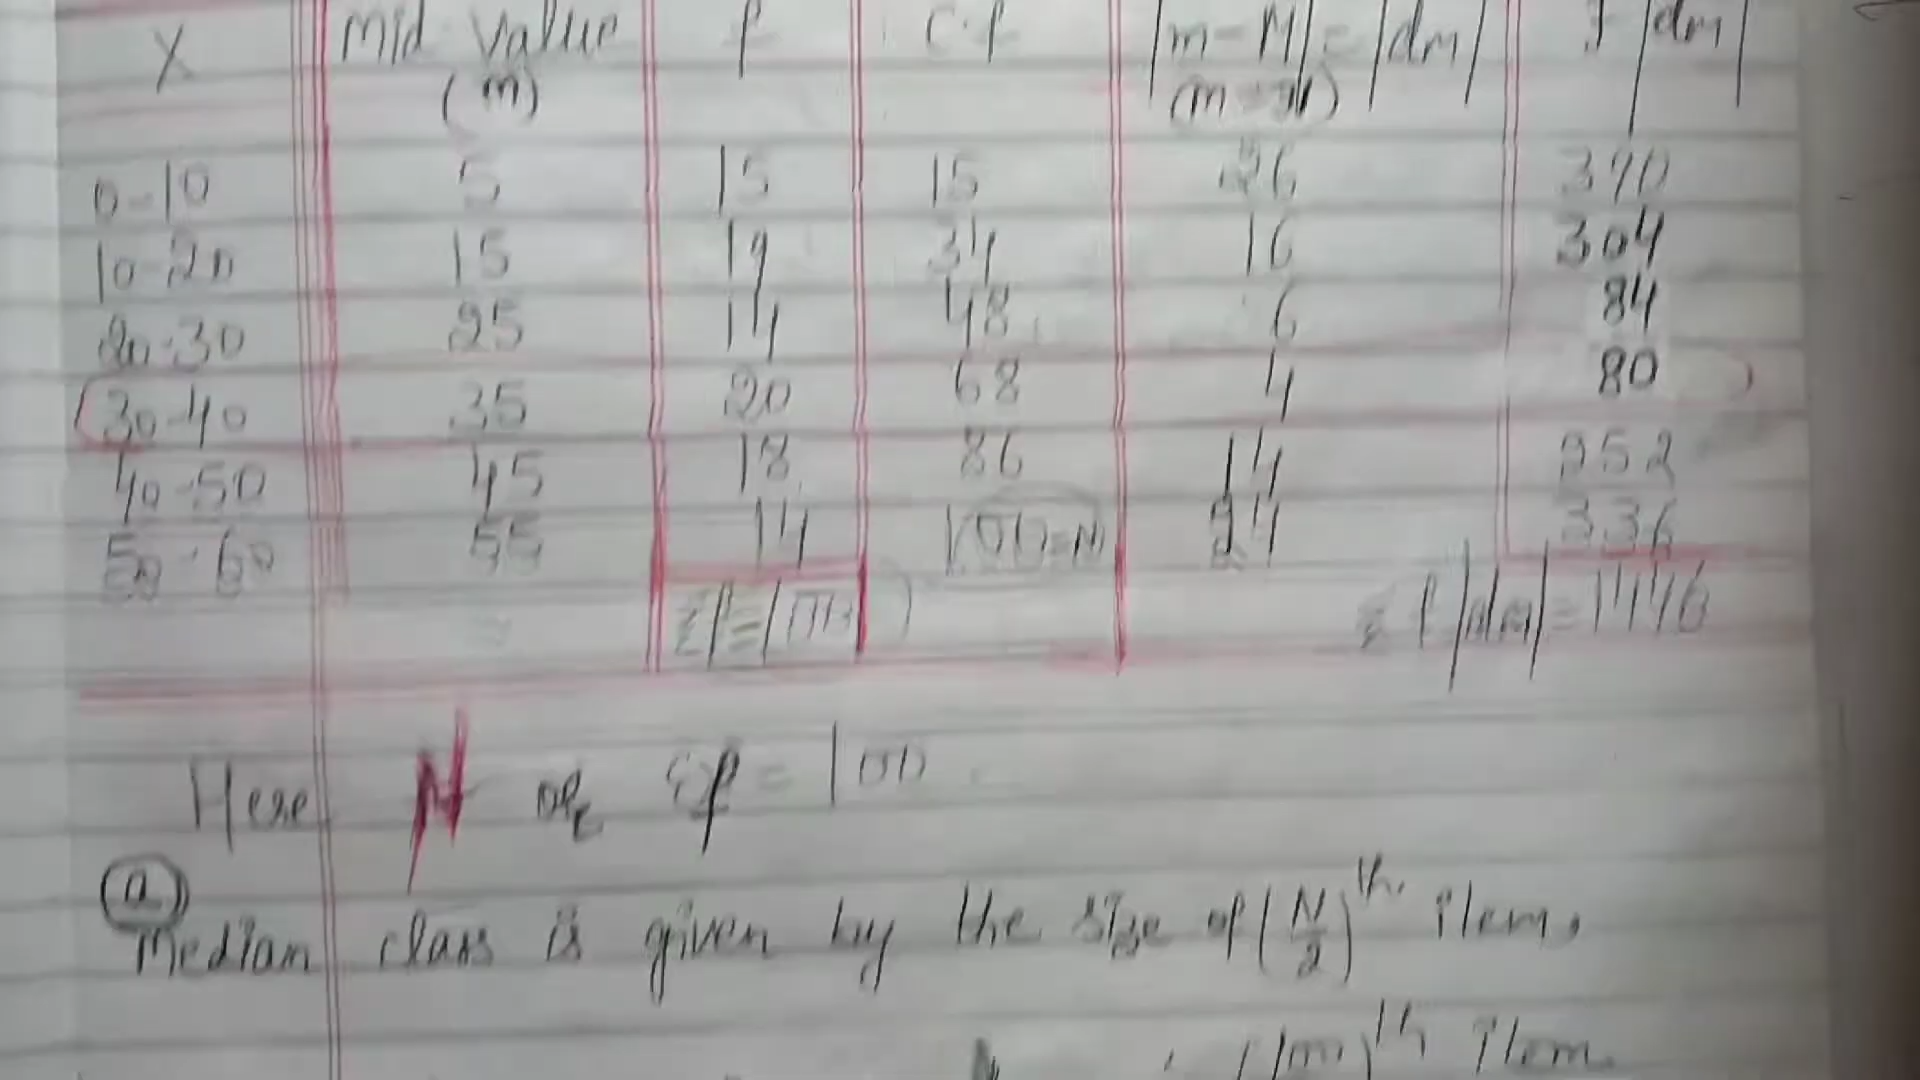 X Mid Value (m) f C.f |m-M|=|dm| (m-31) f|dm|
0-10 5 15 15 26 390
10-20 15 19 34 16 304
20-30 25 14 48 6 84
30-40 35 20 68 4 80
40-50 45 18 86 14 252
50-60 55 14 100=N 24 336
Σf=100 Σf|dm|=1446
Here N or Σf = 100
(a)
Median class is given by the size of (N/2)th item,
th item